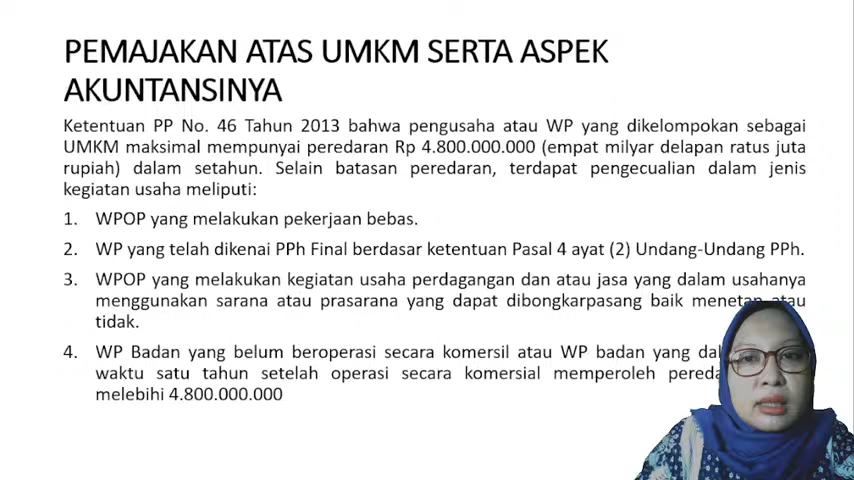 PEMAJAKAN ATAS UMKM SERTA ASPEK
AKUNTANSINYA
Ketentuan PP No. 46 Tahun 2013 bahwa pengusaha atau WP yang dikelompokan sebagai
UMKM maksimal mempunyai peredaran Rp 4.800.000.000 (empat milyar delapan ratus juta
rupiah) dalam setahun. Selain batasan peredaran, terdapat pengecualian dalam jenis
kegiatan usaha meliputi:
1. WPOP yang melakukan pekerjaan bebas.
2. WP yang telah dikenai PPh Final berdasar ketentuan Pasal 4 ayat (2) Undang-Undang PPh.
3. WPOP yang melakukan kegiatan usaha perdagangan dan atau jasa yang dalam usahanya
menggunakan sarana atau prasarana yang dapat dibongkarpasang baik menetap atau
tidak.
4. WP Badan yang belum beroperasi secara komersil atau WP badan yang
waktu satu tahun setelah operasi secara komersial memperoleh
melebihi 4.800.000.000